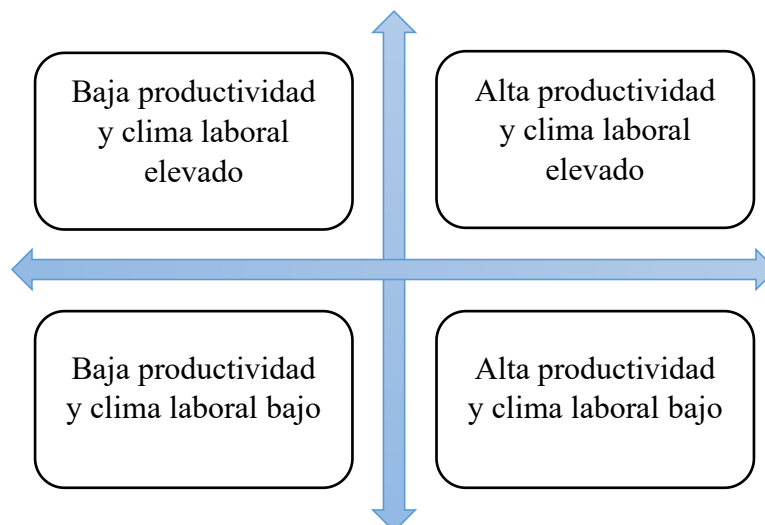 Baja productividad
y clima laboral
elevado
Alta productividad
y clima laboral
elevado
Baja productividad
y clima laboral bajo
Alta productividad
y clima laboral bajo